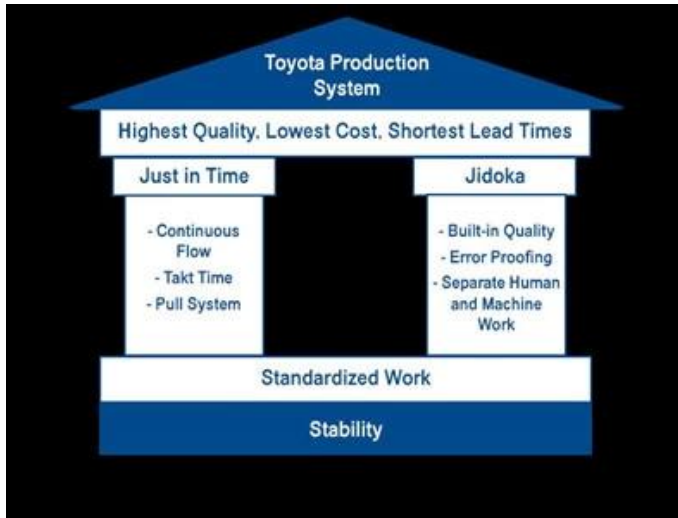 Toyota Production
System
Highest Quality, Lowest Cost, Shortest Lead Times
Just in Time
- Continuous
Flow
- Takt Time
- Pull System
Jidoka
- Built-in Quality
- Error Proofing
- Separate Human
and Machine
Work
Standardized Work
Stability